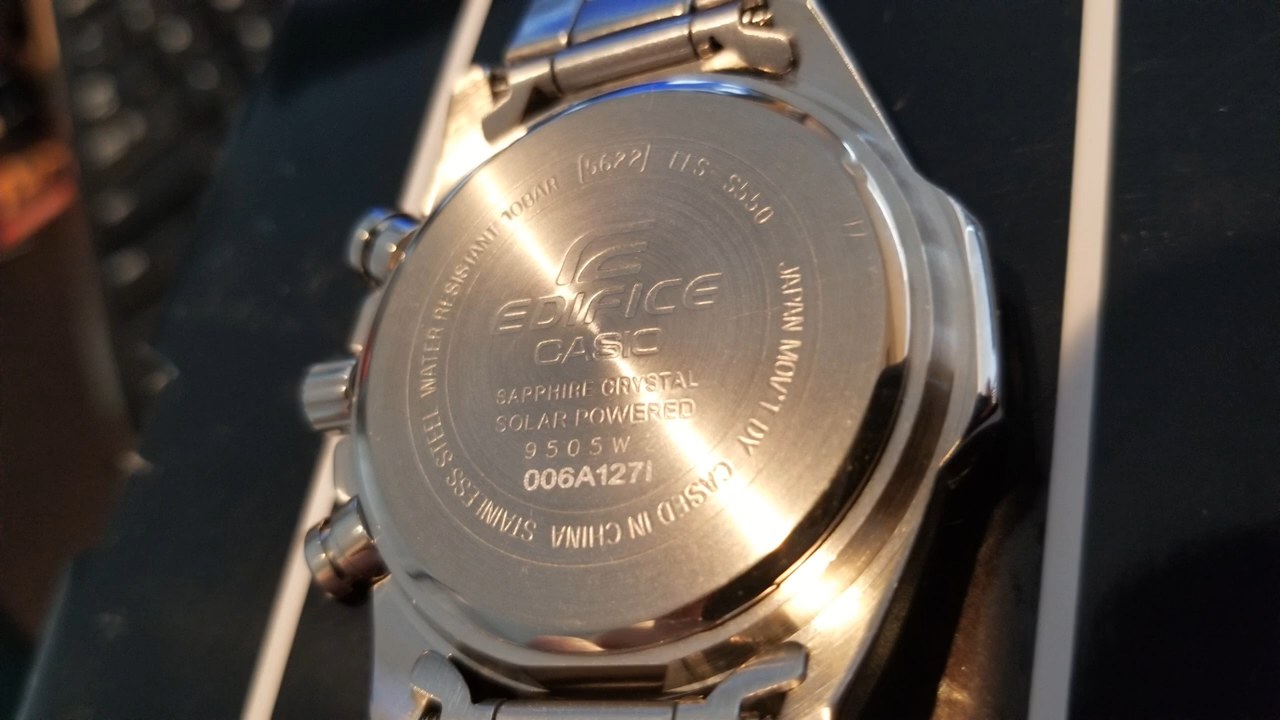 EDIFICE
CASIO
SAPPHIRE CRYSTAL
SOLAR POWERED
9505W
006A127I
STAINLESS STEEL WATER RESISTANT 10BAR [5622] EFS-S550
JAPAN MOV'T DY CASED IN CHINA